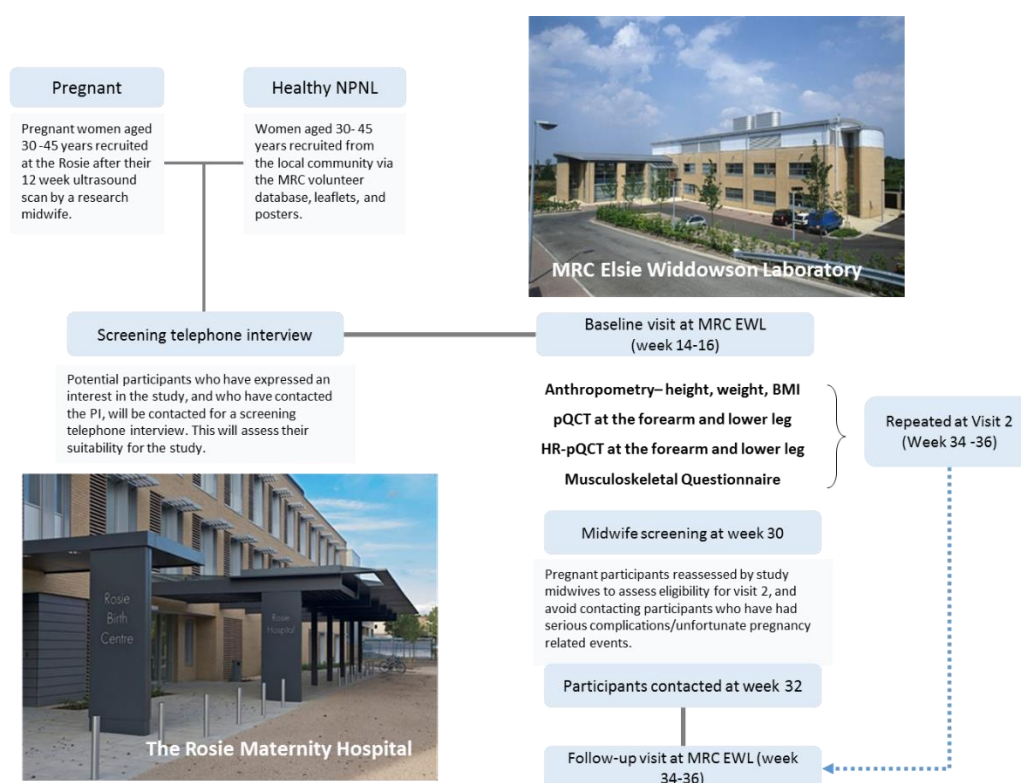 Pregnant
Pregnant women aged
30 -45 years recruited
at the Rosie after their
12 week ultrasound
scan by a research
midwife.
Healthy NPNL
Women aged 30- 45
years recruited from
the local community via
the MRC volunteer
database, leaflets, and
posters.
MRC Elsie Widdowson Laboratory
Screening telephone interview
Potential participants who have expressed an
interest in the study, and who have contacted
the PI, will be contacted for a screening
telephone interview. This will assess their
suitability for the study.
Baseline visit at MRC EWL
(week 14-16)
Anthropometry– height, weight, BMI
pQCT at the forearm and lower leg
HR-pQCT at the forearm and lower leg
Musculoskeletal Questionnaire
Repeated at Visit 2
(Week 34 -36)
Rosie
Birth
Centre
Rosie
Hospital
The Rosie Maternity Hospital
Midwife screening at week 30
Pregnant participants reassessed by study
midwives to assess eligibility for visit 2, and
avoid contacting participants who have had
serious complications/unfortunate pregnancy
related events.
Participants contacted at week 32
Follow-up visit at MRC EWL (week
34-36)